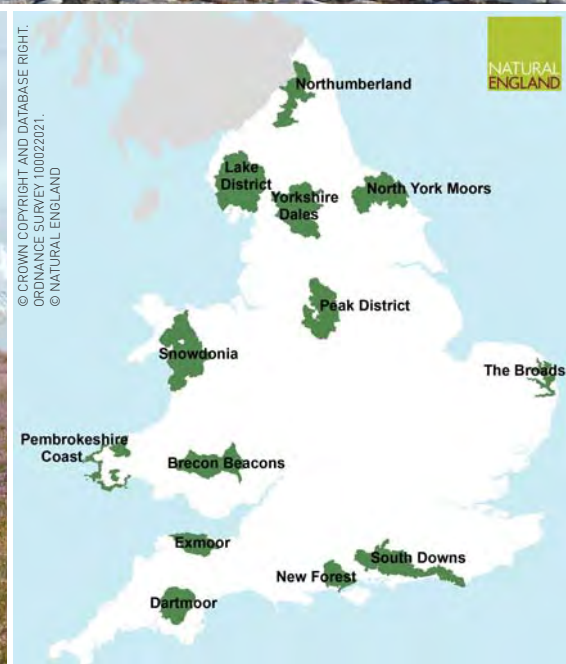 © CROWN COPYRIGHT AND DATABASE RIGHT.
ORDNANCE SURVEY 100022021.
© NATURAL ENGLAND
NATURAL
ENGLAND
Northumberland
Lake
District
Yorkshire
Dales
North York Moors
Peak District
Snowdonia
The Broads
Pembrokeshire
Coast
Brecon Beacons
Exmoor
South Downs
New Forest
Dartmoor